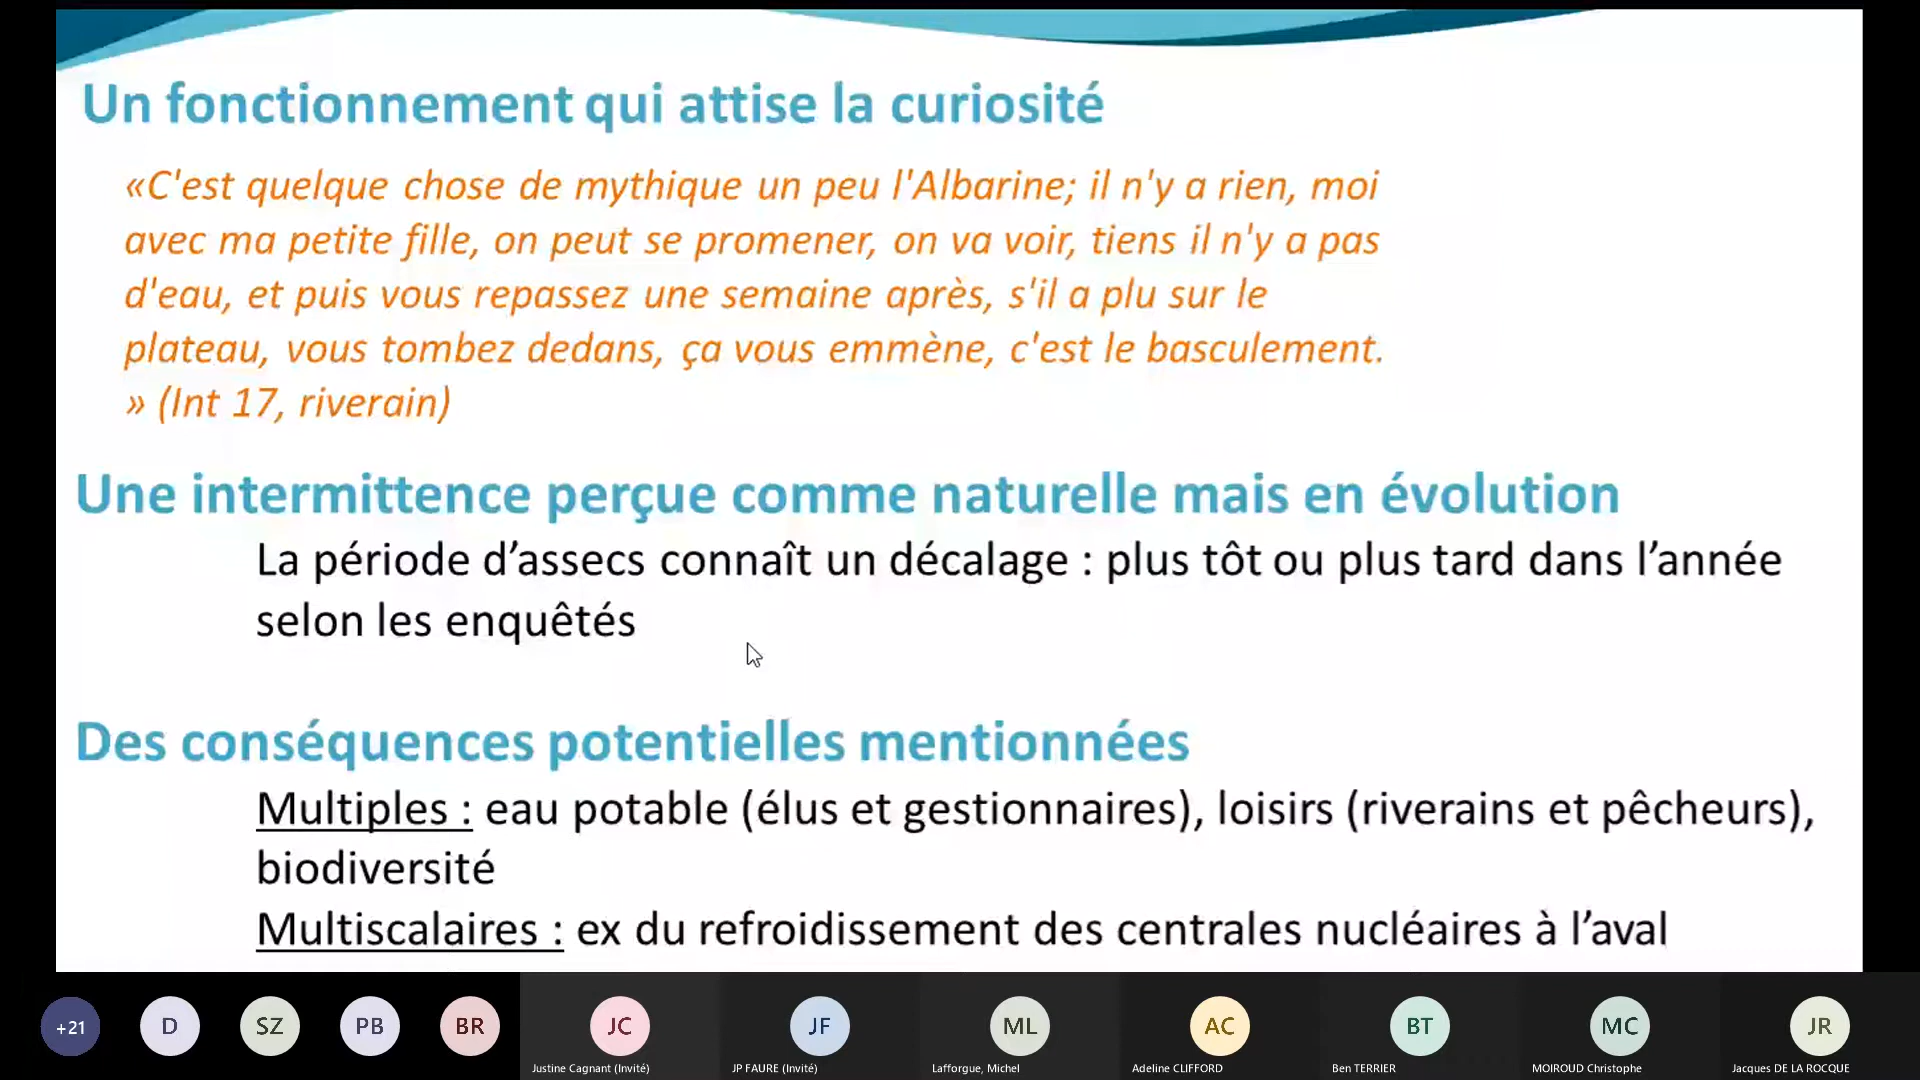 Un fonctionnement qui attise la curiosité
«C'est quelque chose de mythique un peu l'Albarine; il n'y a rien, moi
avec ma petite fille, on peut se promener, on va voir, tiens il n'y a pas
d'eau, et puis vous repassez une semaine après, s'il a plu sur le
plateau, vous tombez dedans, ça vous emmène, c'est le basculement.
» (Int 17, riverain)
Une intermittence perçue comme naturelle mais en évolution
La période d’assecs connaît un décalage : plus tôt ou plus tard dans l’année
selon les enquêtés
Des conséquences potentielles mentionnées
Multiples : eau potable (élus et gestionnaires), loisirs (riverains et pêcheurs),
biodiversité
Multiscalaires : ex du refroidissement des centrales nucléaires à l’aval
+21 D SZ PB BR JC JF ML AC BT MC JR
Justine Cagnant (Invité) JP FAURE (Invité) Lafforgue, Michel Adeline CLIFFORD Ben TERRIER MOIROUD Christophe Jacques DE LA ROCQUE